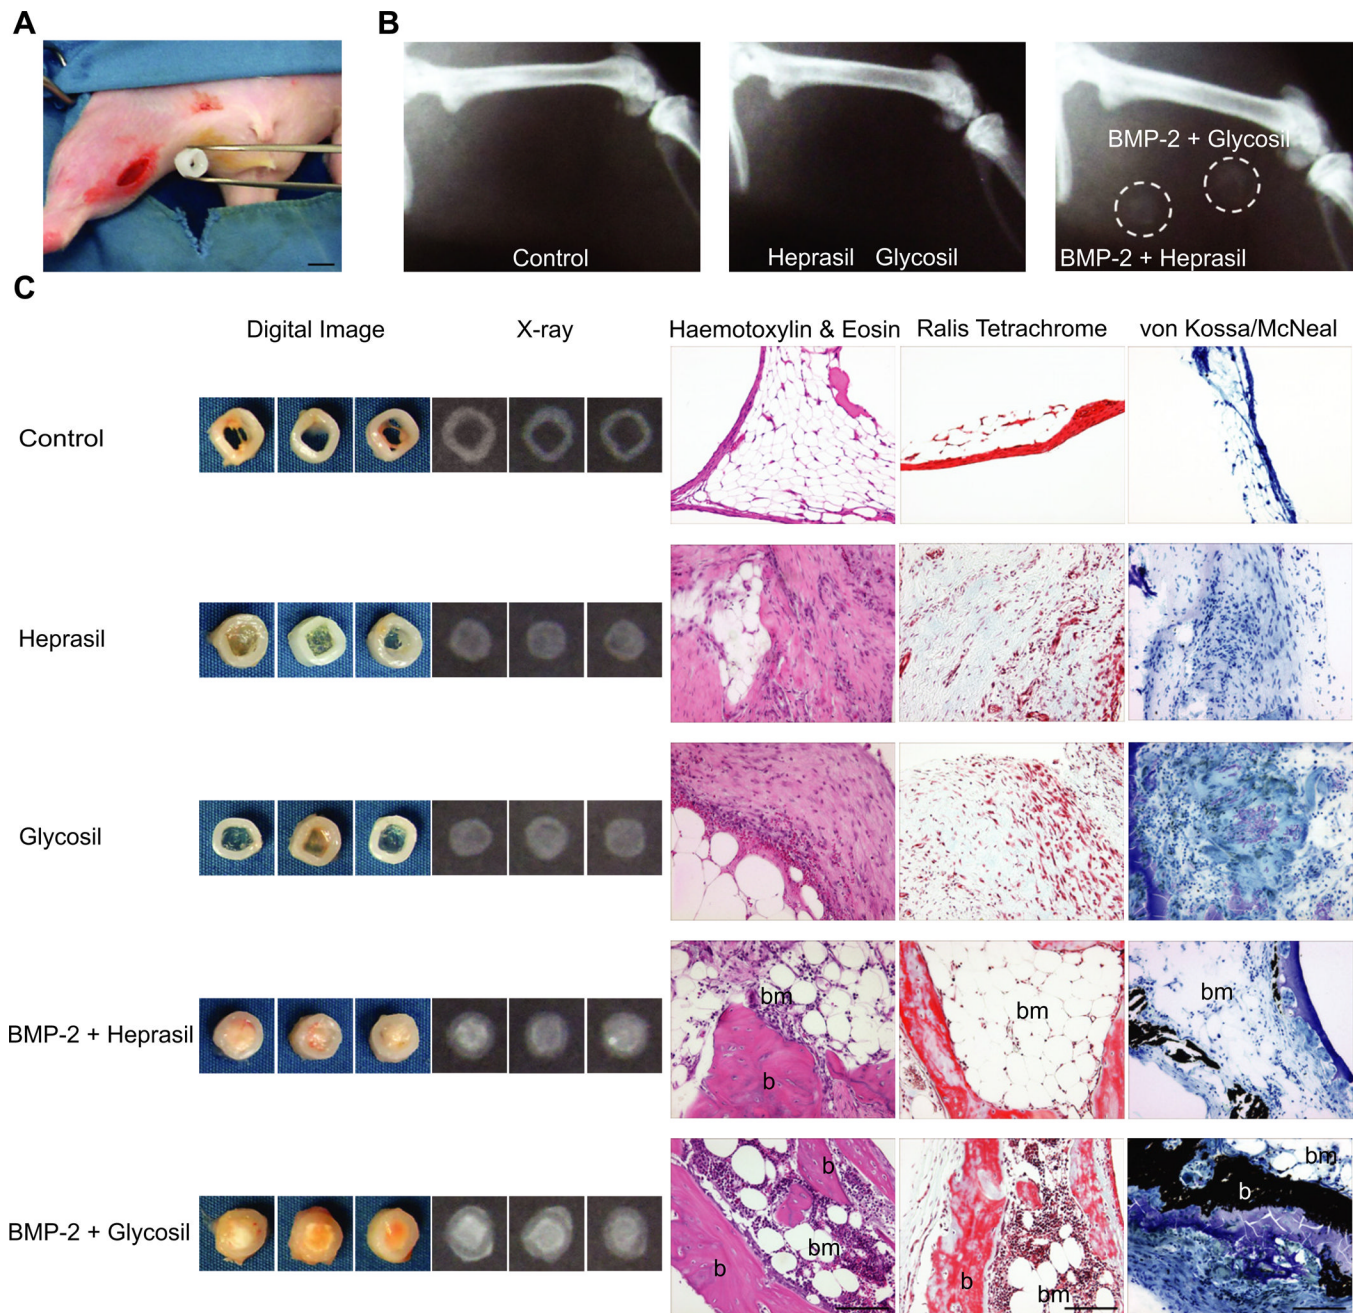 A
B
BMP-2 + Glycosil
Control
Heprasil Glycosil
BMP-2 + Heprasil
C
Digital Image
X-ray
Haemotoxylin & Eosin
Ralis Tetrachrome
von Kossa/McNeal
Control
Heprasil
Glycosil
BMP-2 + Heprasil
bm
b
bm
bm
BMP-2 + Glycosil
b
bm
b
b
bm
bm
b